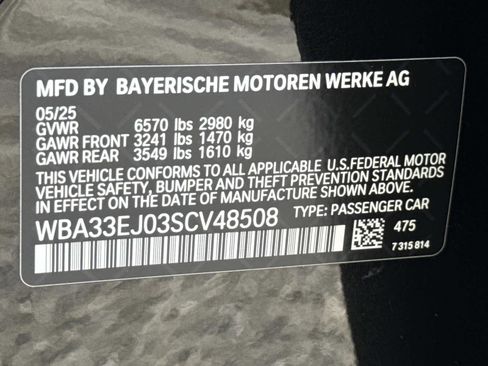 MFD BY BAYERISCHE MOTOREN WERKE AG
05/25
GVWR 6570 lbs 2980 kg
GAWR FRONT 3241 lbs 1470 kg
GAWR REAR 3549 lbs 1610 kg
THIS VEHICLE CONFORMS TO ALL APPLICABLE U.S.FEDERAL MOTOR
VEHICLE SAFETY, BUMPER AND THEFT PREVENTION STANDARDS
IN EFFECT ON THE DATE OF MANUFACTURE SHOWN ABOVE.
WBA33EJ03SCV48508 TYPE: PASSENGER CAR
475
7 315 814